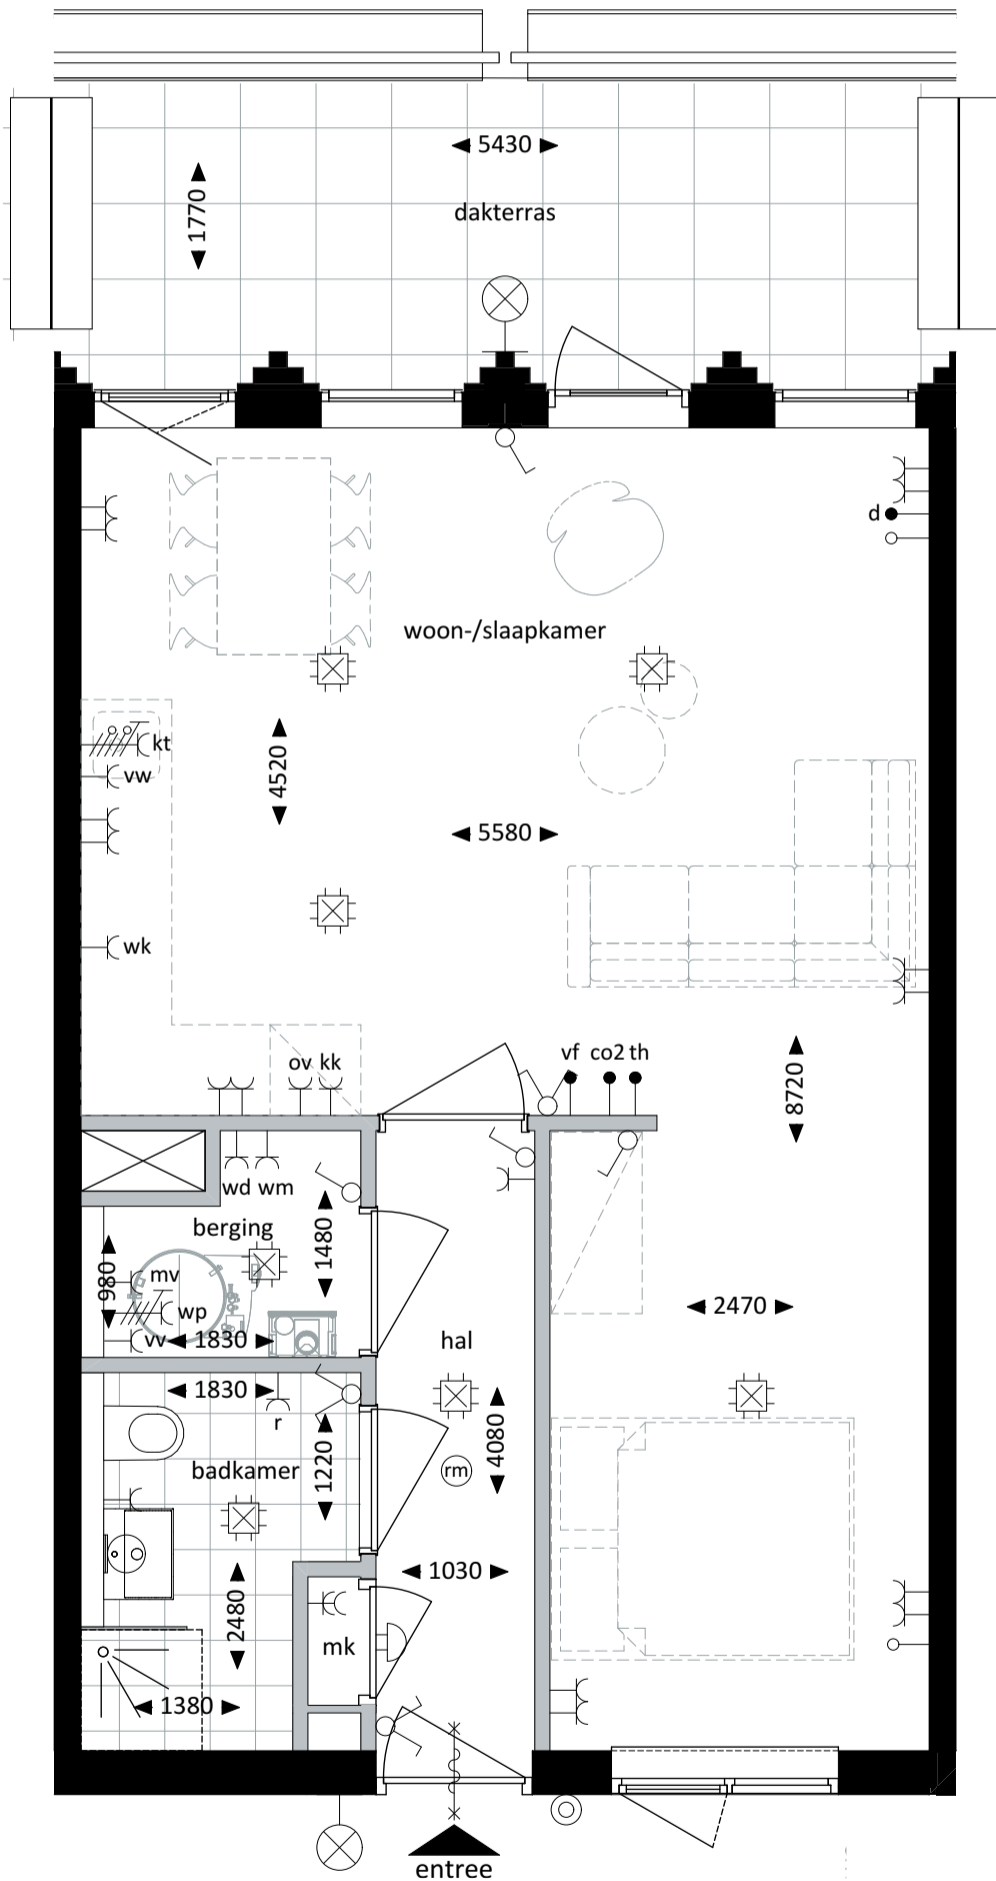 5430
1770
dakterras
d
woon-/slaapkamer
kt
vw
4520
5580
wk
ov kk
vf co2 th
8720
wd wm
berging
1480
980
mv
wp
vv
1830
2470
hal
1830
r
badkamer
1220
4080
rm
1030
2480
mk
1380
entree